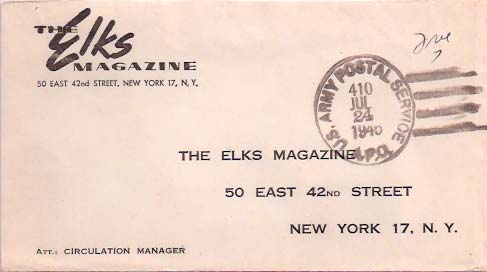 THE Elks
MAGAZINE
50 EAST 42nd STREET, NEW YORK 17, N. Y.
free
U.S. ARMY POSTAL SERVICE
410
JUL
24
1945
A.P.O.
THE ELKS MAGAZINE
50 EAST 42ND STREET
NEW YORK 17, N. Y.
ATT.: CIRCULATION MANAGER